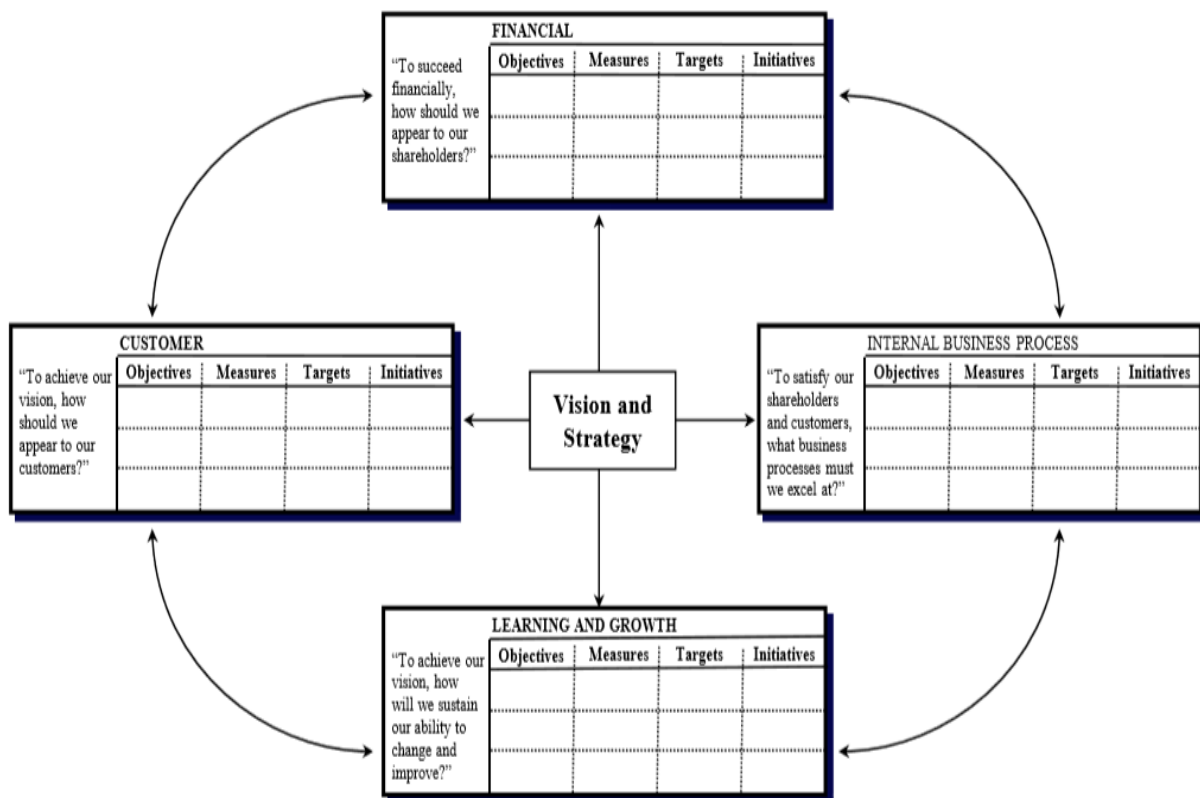 FINANCIAL
“To succeed
financially,
how should we
appear to our
shareholders?”
Objectives Measures Targets Initiatives
CUSTOMER
“To achieve our
vision, how
should we
appear to our
customers?”
Objectives Measures Targets Initiatives
Vision and
Strategy
INTERNAL BUSINESS PROCESS
“To satisfy our
shareholders
and customers,
what business
processes must
we excel at?”
Objectives Measures Targets Initiatives
LEARNING AND GROWTH
“To achieve our
vision, how
will we sustain
our ability to
change and
improve?”
Objectives Measures Targets Initiatives